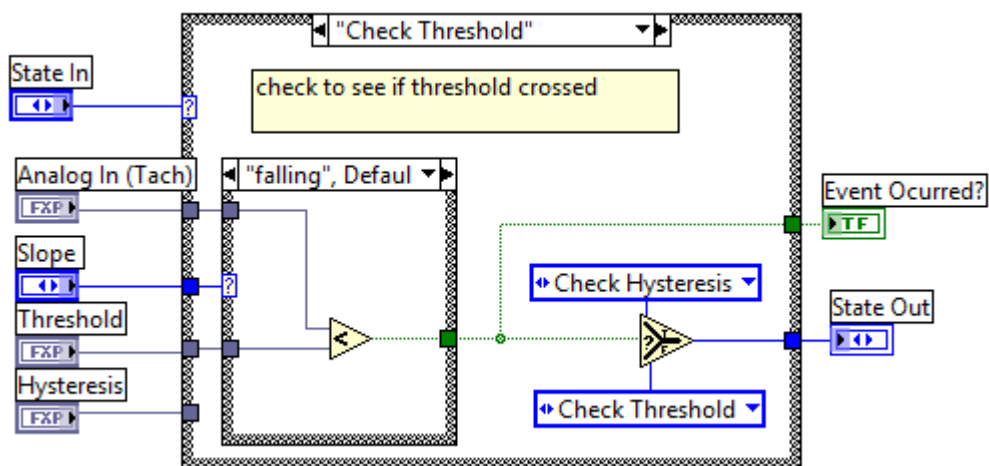 "Check Threshold"
State In
?
check to see if threshold crossed
Analog In (Tach)
FXP
"falling", Defaul
Event Ocurred?
TF
Slope
?
Check Hysteresis
State Out
Threshold
FXP
<
?
T
F
Hysteresis
FXP
Check Threshold